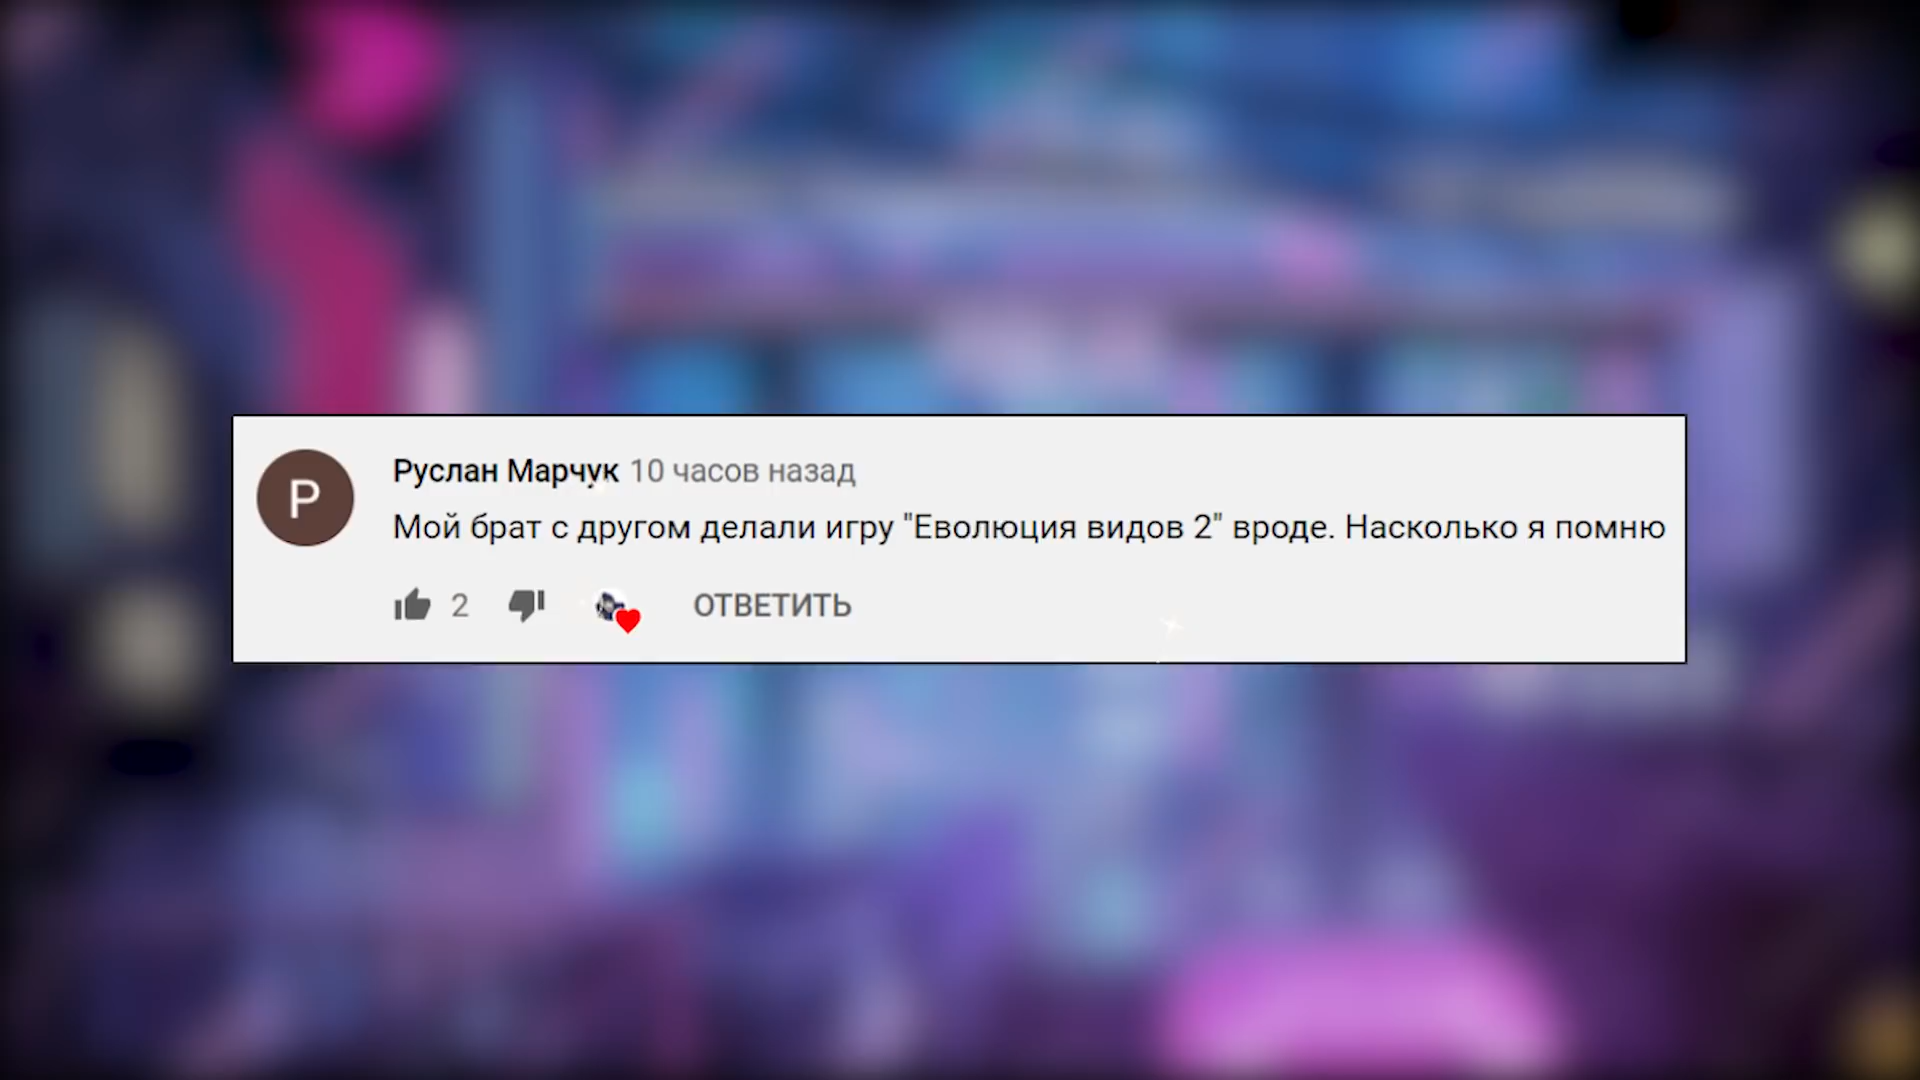 Р
Руслан Марчук 10 часов назад
Мой брат с другом делали игру "Еволюция видов 2" вроде. Насколько я помню
2 ОТВЕТИТЬ